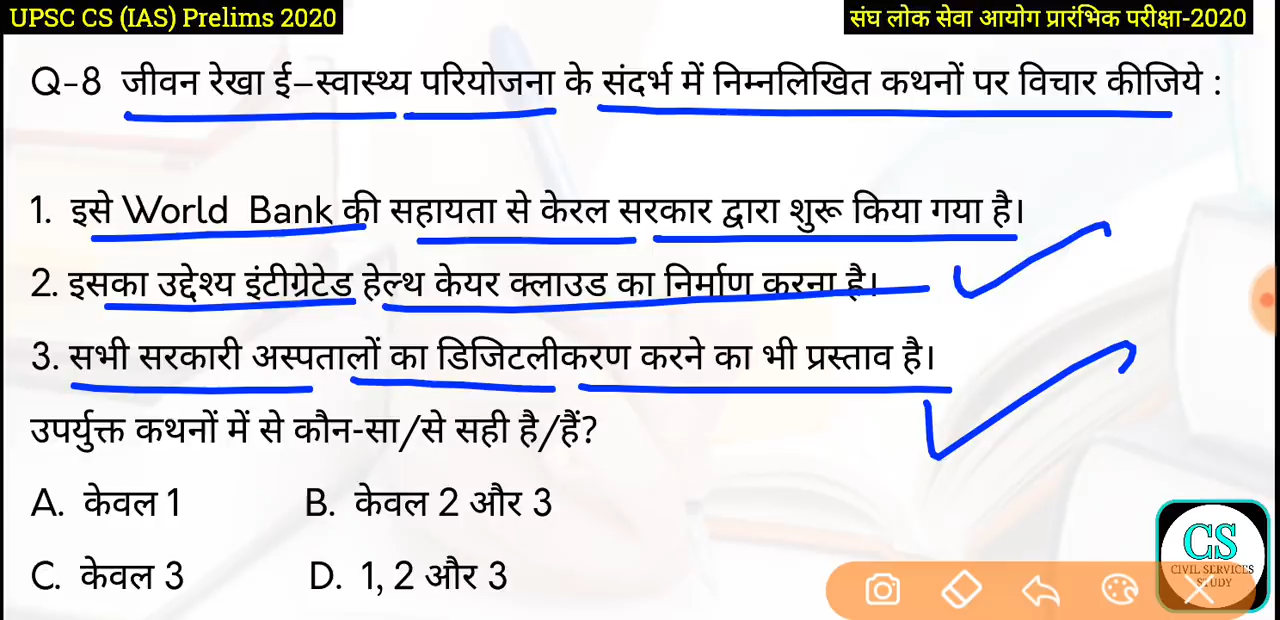 UPSC CS (IAS) Prelims 2020
संघ लोक सेवा आयोग प्रारंभिक परीक्षा-2020
Q-8 जीवन रेखा ई–स्वास्थ्य परियोजना के संदर्भ में निम्नलिखित कथनों पर विचार कीजिये :
1. इसे World Bank की सहायता से केरल सरकार द्वारा शुरू किया गया है।
2. इसका उद्देश्य इंटीग्रेटेड हेल्थ केयर क्लाउड का निर्माण करना है।
3. सभी सरकारी अस्पतालों का डिजिटलीकरण करने का भी प्रस्ताव है।
उपर्युक्त कथनों में से कौन-सा/से सही है/हैं?
A. केवल 1 B. केवल 2 और 3
C. केवल 3 D. 1, 2 और 3
CS
CIVIL SERVICES
STUDY